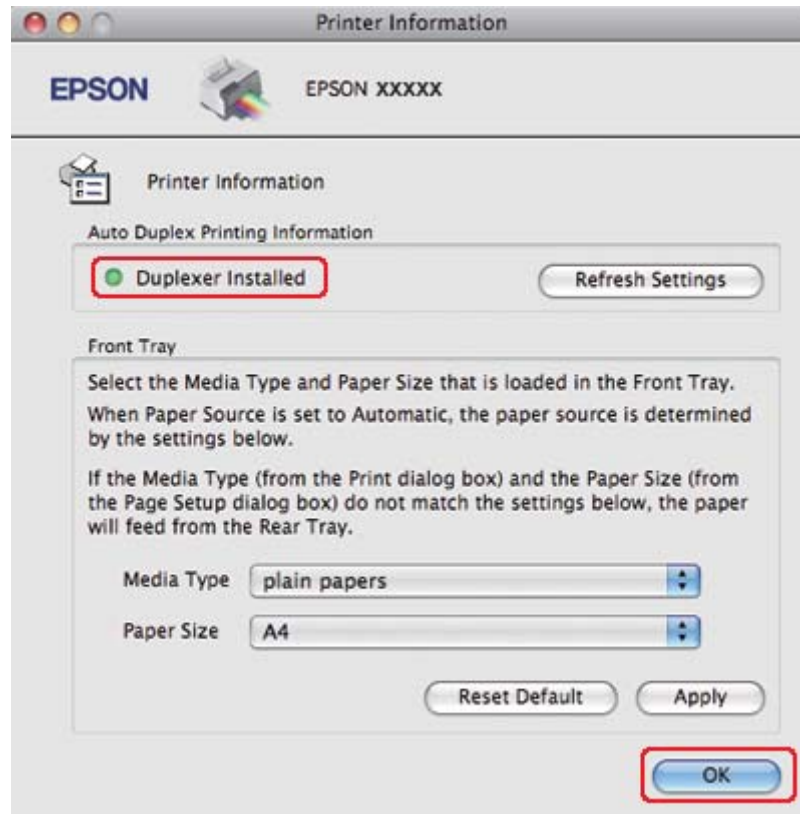 Printer Information
EPSON
EPSON XXXXX
Printer Information
Auto Duplex Printing Information
Duplexer Installed
Refresh Settings
Front Tray
Select the Media Type and Paper Size that is loaded in the Front Tray.
When Paper Source is set to Automatic, the paper source is determined
by the settings below.
If the Media Type (from the Print dialog box) and the Paper Size (from
the Page Setup dialog box) do not match the settings below, the paper
will feed from the Rear Tray.
Media Type plain papers
Paper Size A4
Reset Default Apply
OK